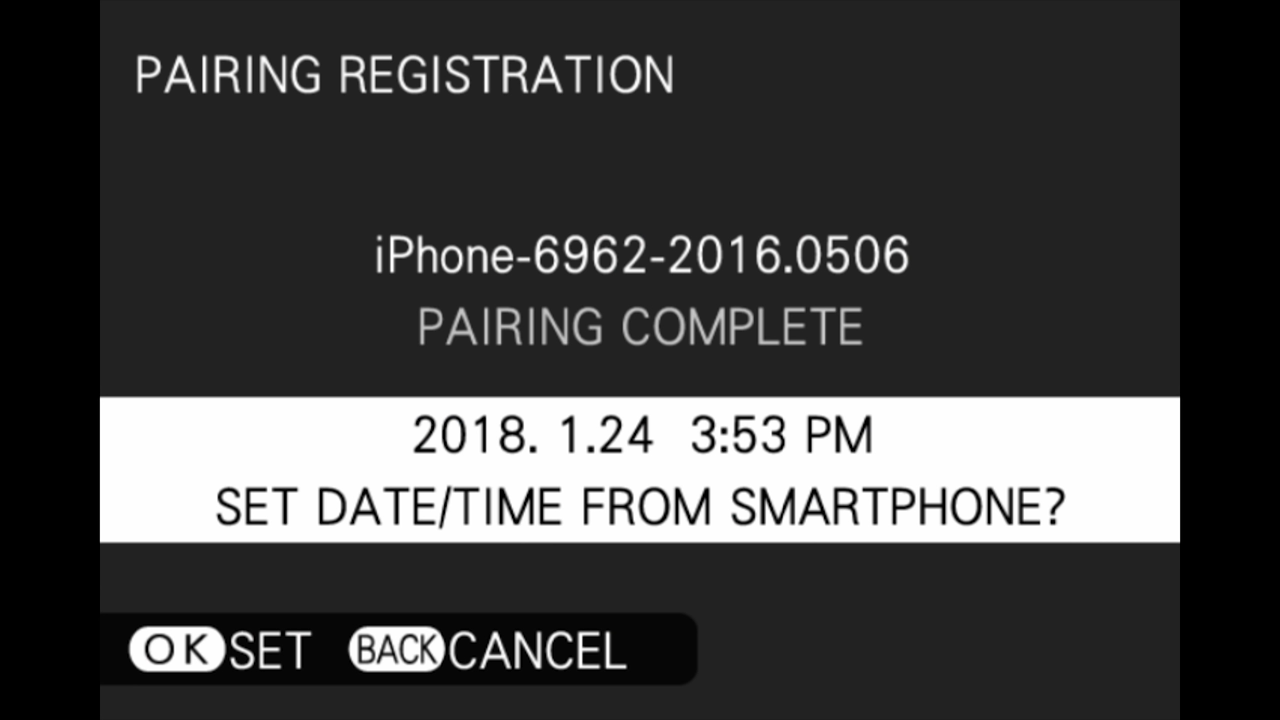 PAIRING REGISTRATION
iPhone-6962-2016.0506
PAIRING COMPLETE
2018. 1.24 3:53 PM
SET DATE/TIME FROM SMARTPHONE?
OK SET BACK CANCEL